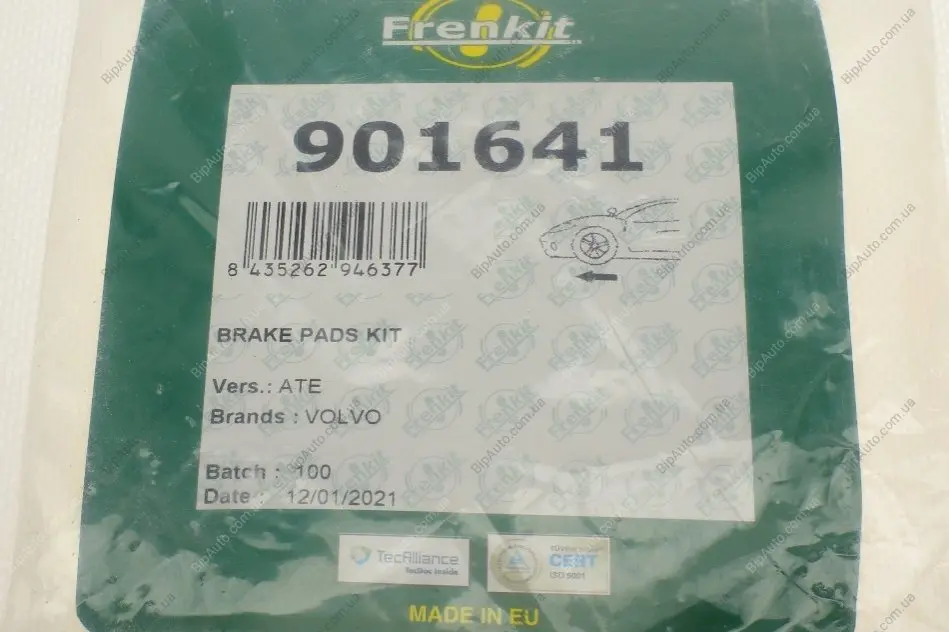 Frenkit
901641
8 435262 946377
BRAKE PADS KIT
Vers.: ATE
Brands : VOLVO
Batch : 100
Date : 12/01/2021
TecAlliance
TecDoc Inside
CERT
ISO 9001
MADE IN EU
BipAuto.com.ua